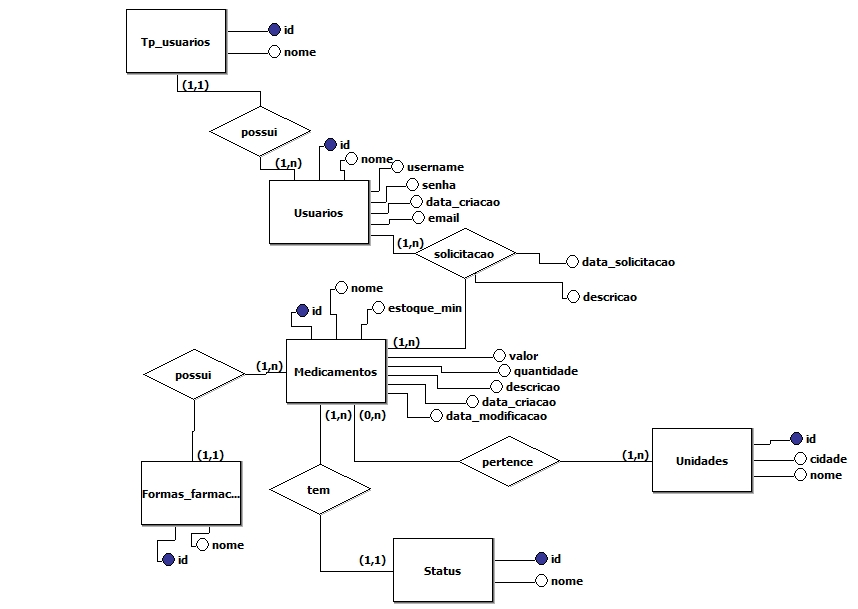 Tp_usuarios
id
nome
(1,1)
possui
(1,n)
id
nome
username
senha
data_criacao
email
Usuarios
(1,n)
solicitacao
data_solicitacao
descricao
nome
id
estoque_min
(1,n)
Medicamentos
valor
quantidade
descricao
data_criacao
data_modificacao
(1,n)
possui
(1,1)
Formas_farmac...
nome
id
(1,n)
(0,n)
tem
pertence
(1,n)
Unidades
id
cidade
nome
(1,1)
Status
id
nome